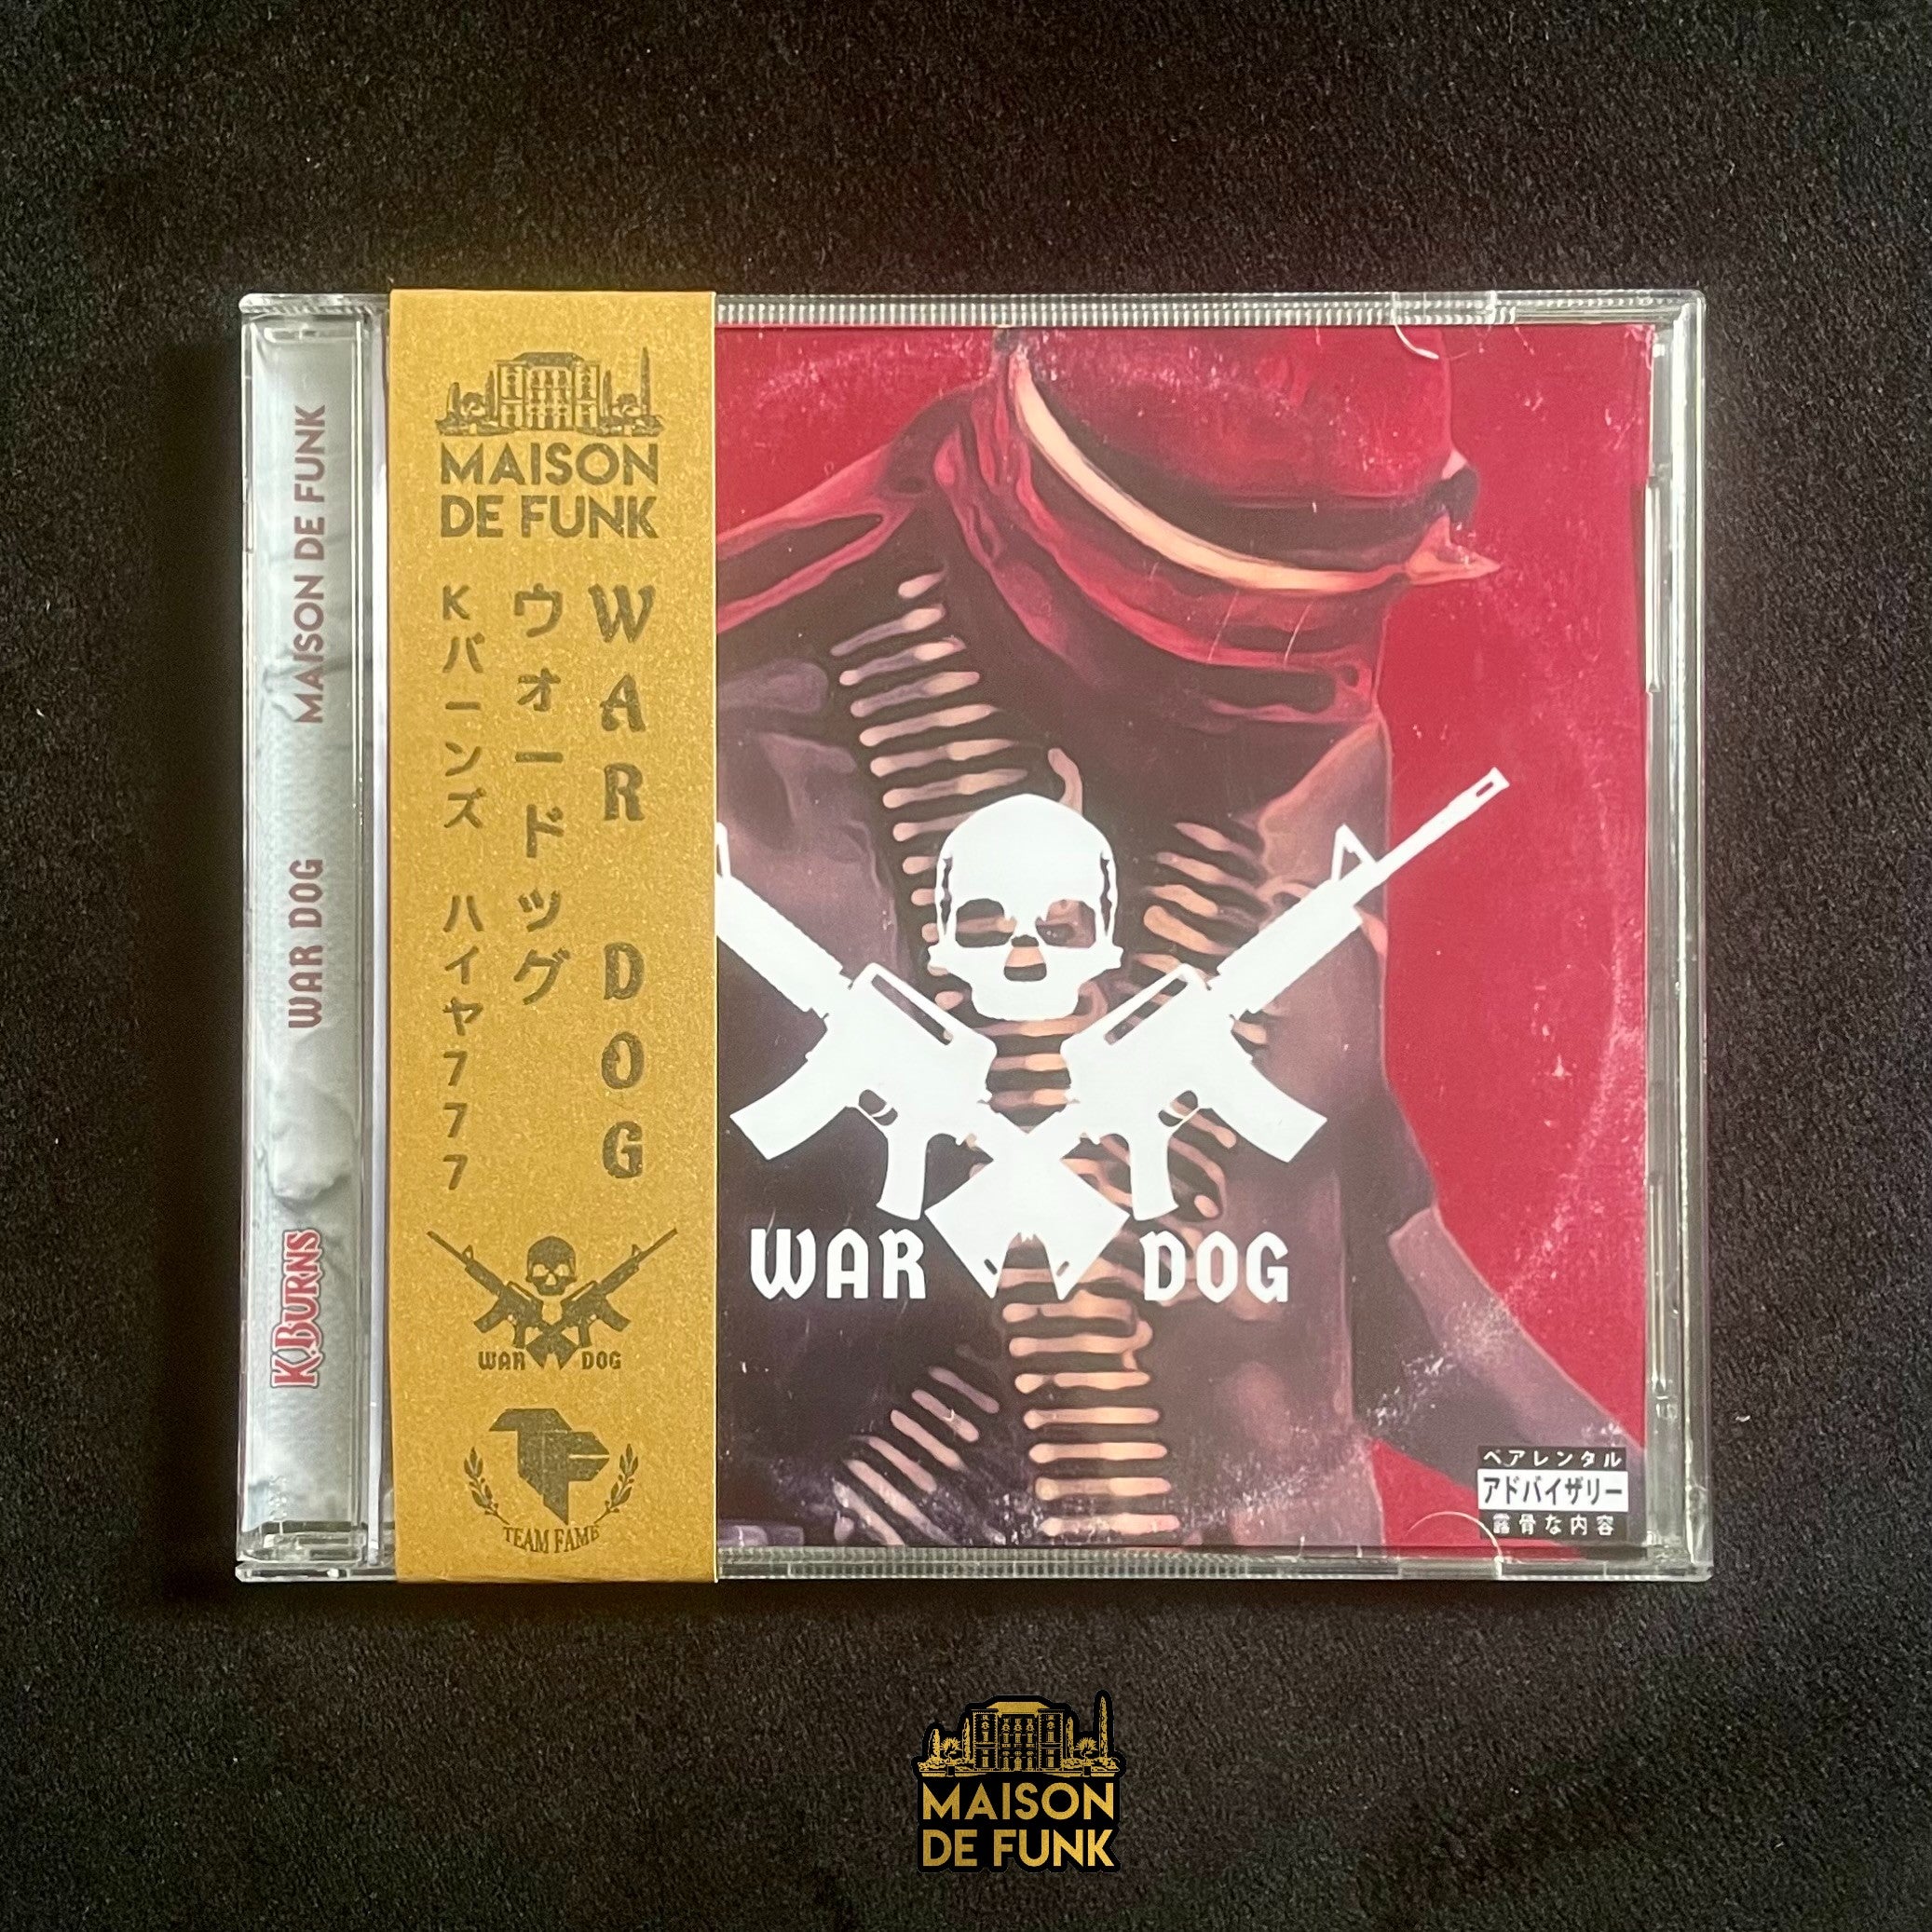 MAISON DE FUNK
WAR DOG
K.BURNS
MAISON
DE FUNK
WAR DOG
ウォードッグ
Kバーンズ ハイヤ777
WAR DOG
TEAM FAME
WAR DOG
ペアレンタル
アドバイザリー
露骨な内容
MAISON
DE FUNK